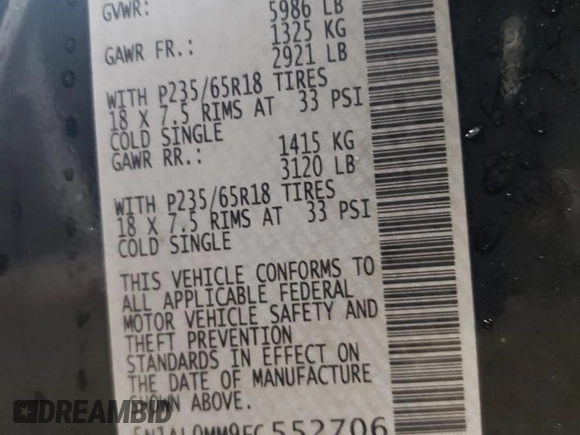 GVWR: 5986 LB
1325 KG
GAWR FR.: 2921 LB
WITH P235/65R18 TIRES
18 X 7.5 RIMS AT 33 PSI
COLD SINGLE
1415 KG
GAWR RR.: 3120 LB
WITH P235/65R18 TIRES
18 X 7.5 RIMS AT 33 PSI
COLD SINGLE
THIS VEHICLE CONFORMS TO
ALL APPLICABLE FEDERAL
MOTOR VEHICLE SAFETY AND
THEFT PREVENTION
STANDARDS IN EFFECT ON
THE DATE OF MANUFACTURE
SHOWN ABOVE.
5N1AL0MM9FC552706
AUTOBIDCAR